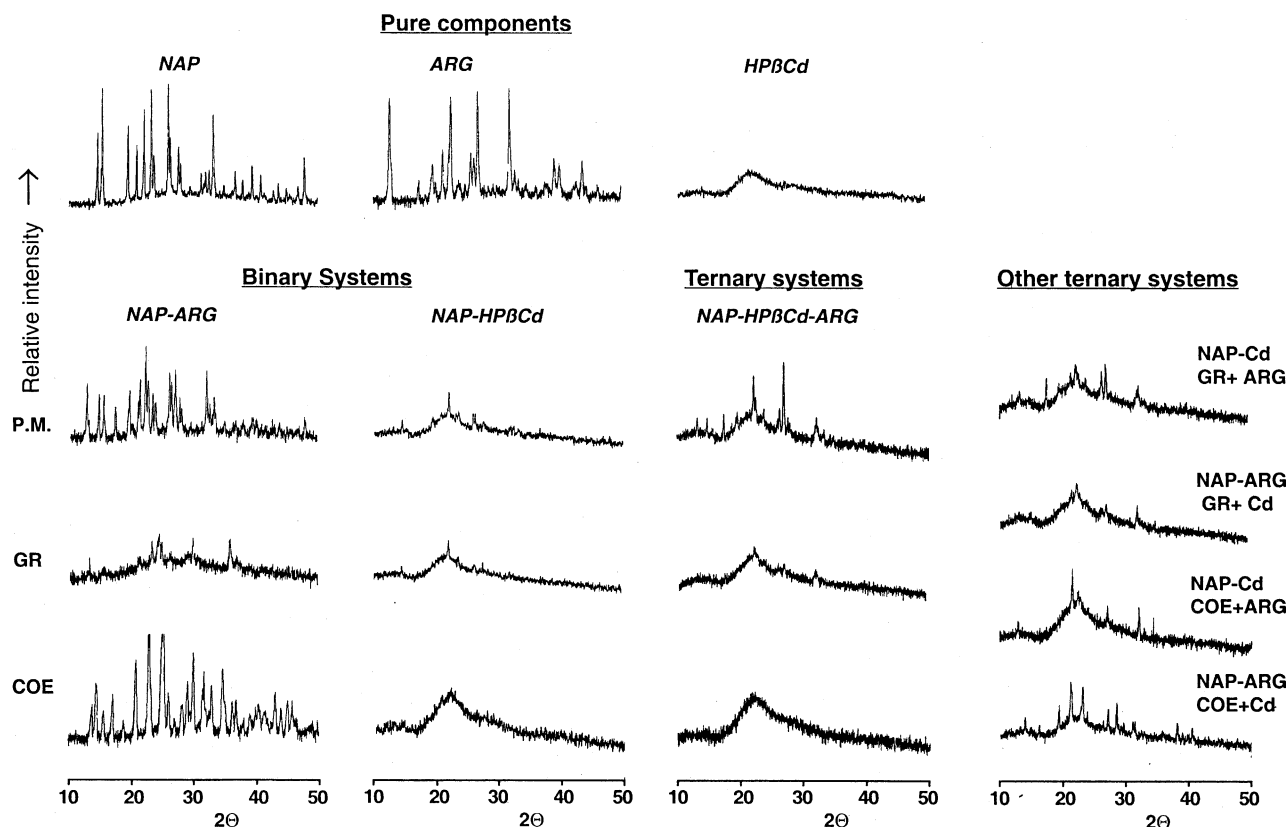 Pure components
NAP
ARG
HPßCd
Relative intensity
Binary Systems
Ternary systems
Other ternary systems
NAP-ARG
NAP-HPßCd
NAP-HPßCd-ARG
P.M.
NAP-Cd
GR+ ARG
GR
NAP-ARG
GR+ Cd
COE
NAP-Cd
COE+ARG
NAP-ARG
COE+Cd
10 20 30 40 50
2Θ
10 20 30 40 50
2Θ
10 20 30 40 50
2Θ
10 20 30 40 50
2Θ